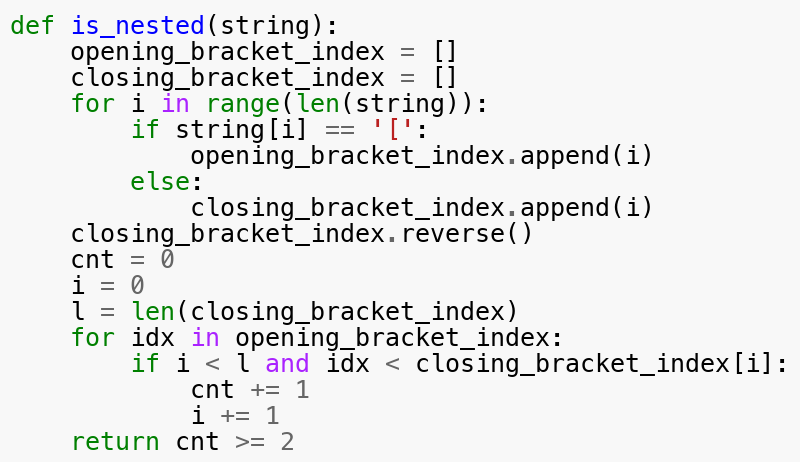 def is_nested(string):
    opening_bracket_index = []
    closing_bracket_index = []
    for i in range(len(string)):
        if string[i] == '[':
            opening_bracket_index.append(i)
        else:
            closing_bracket_index.append(i)
    closing_bracket_index.reverse()
    cnt = 0
    i = 0
    l = len(closing_bracket_index)
    for idx in opening_bracket_index:
        if i < l and idx < closing_bracket_index[i]:
            cnt += 1
            i += 1
    return cnt >= 2